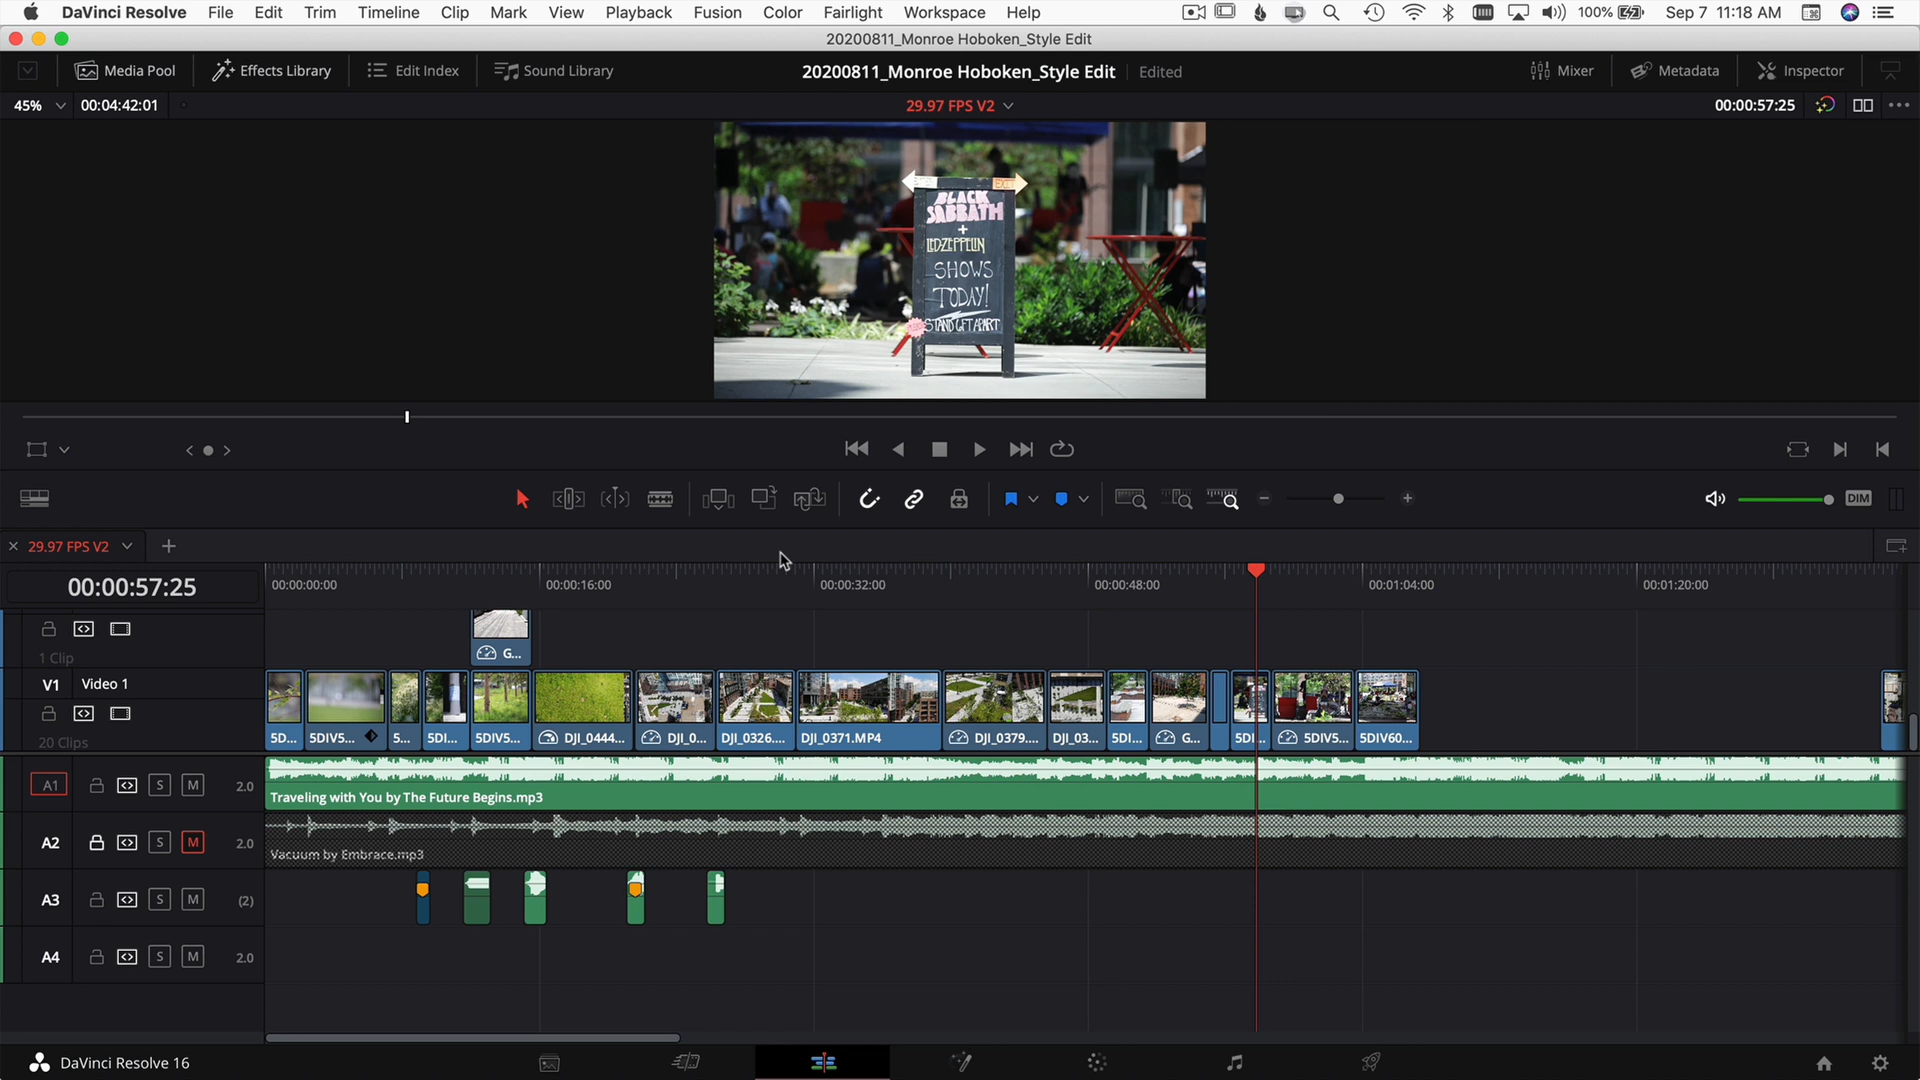 DaVinci Resolve File Edit Trim Timeline Clip Mark View Playback Fusion Color Fairlight Workspace Help 100% Sep 7 11:18 AM
20200811_Monroe Hoboken_Style Edit
Media Pool Effects Library Edit Index Sound Library 20200811_Monroe Hoboken_Style Edit Edited Mixer Metadata Inspector
45% 00:04:42:01 29.97 FPS V2 00:00:57:25
EXIT
BLACK
SABBATH
+
LED-ZEPPELIN
SHOWS
TODAY!
STAND 6FT APART
DIM
29.97 FPS V2
00:00:57:25 00:00:00:00 00:00:16:00 00:00:32:00 00:00:48:00 00:01:04:00 00:01:20:00
G...
1 Clip
V1 Video 1
20 Clips
5D... 5DIV5... 5... 5DI... 5DIV5... DJI_0444... DJI_0... DJI_0326.... DJI_0371.MP4 DJI_0379.... DJI_03... 5DI... G... 5DI... 5DIV5... 5DIV60...
A1 S M 2.0
Traveling with You by The Future Begins.mp3
A2 S M 2.0
Vacuum by Embrace.mp3
A3 S M (2)
A4 S M 2.0
DaVinci Resolve 16